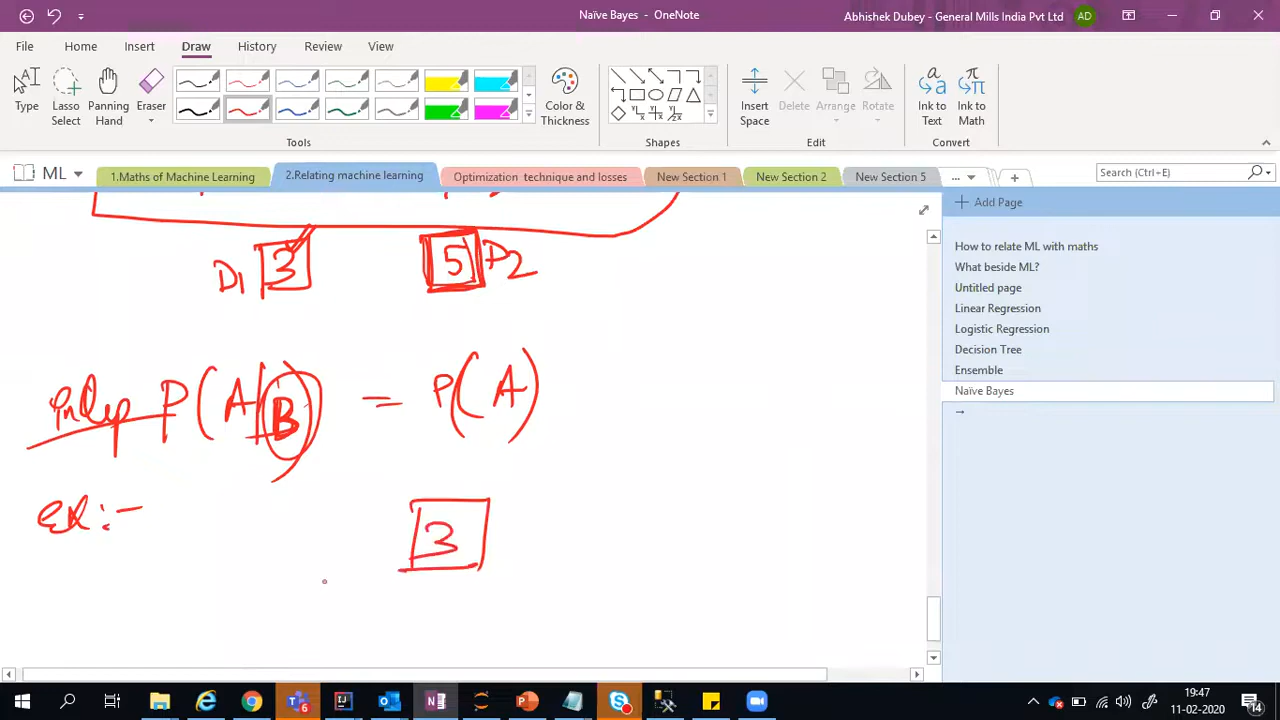 Naïve Bayes - OneNote
Abhishek Dubey - General Mills India Pvt Ltd AD
File Home Insert Draw History Review View
Type
Lasso Select
Panning Hand
Eraser
Color & Thickness
Insert Space
Delete
Arrange
Rotate
Ink to Text
Ink to Math
Tools
Shapes
Edit
Convert
ML
1.Maths of Machine Learning
2.Relating machine learning
Optimization technique and losses
New Section 1
New Section 2
New Section 5
...
Search (Ctrl+E)
Add Page
How to relate ML with maths
What beside ML?
Untitled page
Linear Regression
Logistic Regression
Decision Tree
Ensemble
Naïve Bayes
D1 3 5 D2
Indep P(A|B) = P(A)
Ex:- 3
19:47
11-02-2020
14